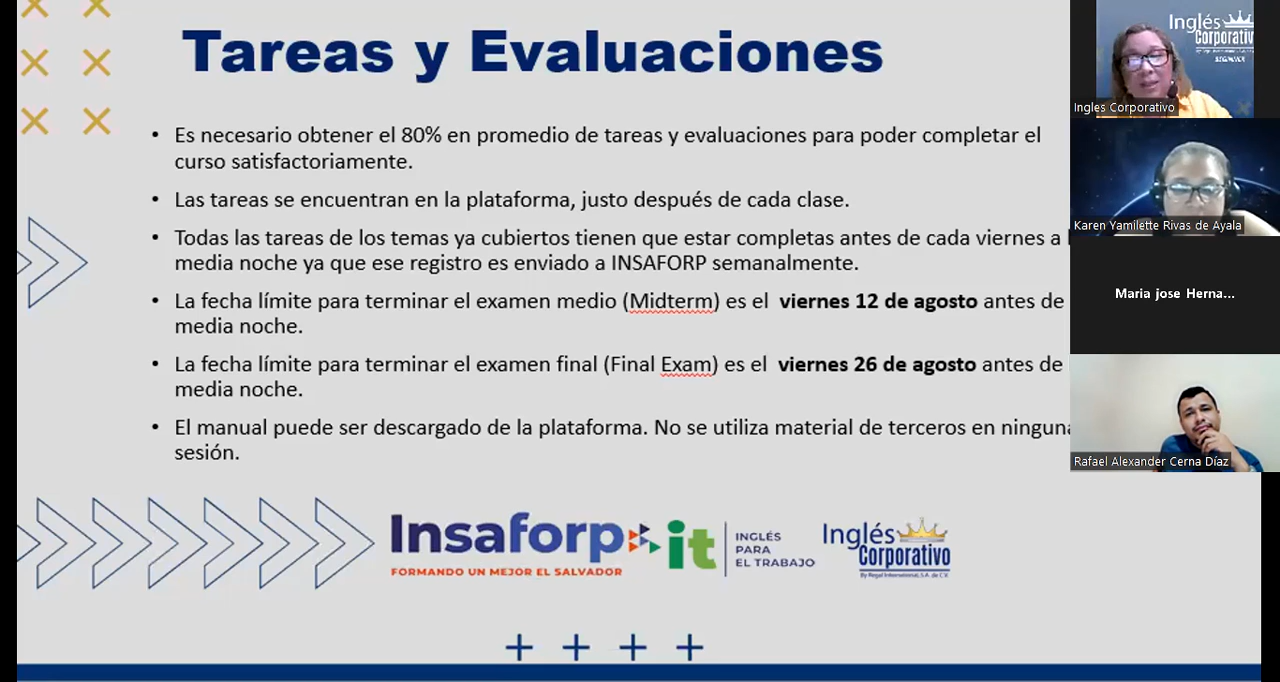 Tareas y Evaluaciones
• Es necesario obtener el 80% en promedio de tareas y evaluaciones para poder completar el
curso satisfactoriamente.
• Las tareas se encuentran en la plataforma, justo después de cada clase.
• Todas las tareas de los temas ya cubiertos tienen que estar completas antes de cada viernes a
media noche ya que ese registro es enviado a INSAFORP semanalmente.
• La fecha límite para terminar el examen medio (Midterm) es el viernes 12 de agosto antes de
media noche.
• La fecha límite para terminar el examen final (Final Exam) es el viernes 26 de agosto antes de
media noche.
• El manual puede ser descargado de la plataforma. No se utiliza material de terceros en ninguna
sesión.
Insaforp
FORMANDO UN MEJOR EL SALVADOR
it
INGLÉS
PARA
EL TRABAJO
Inglés
Corporativo
By Regal International, S.A. de C.V.
Inglés
Corporativo
Ingles Corporativo
Karen Yamilette Rivas de Ayala
Maria jose Herna...
Rafael Alexander Cerna Díaz